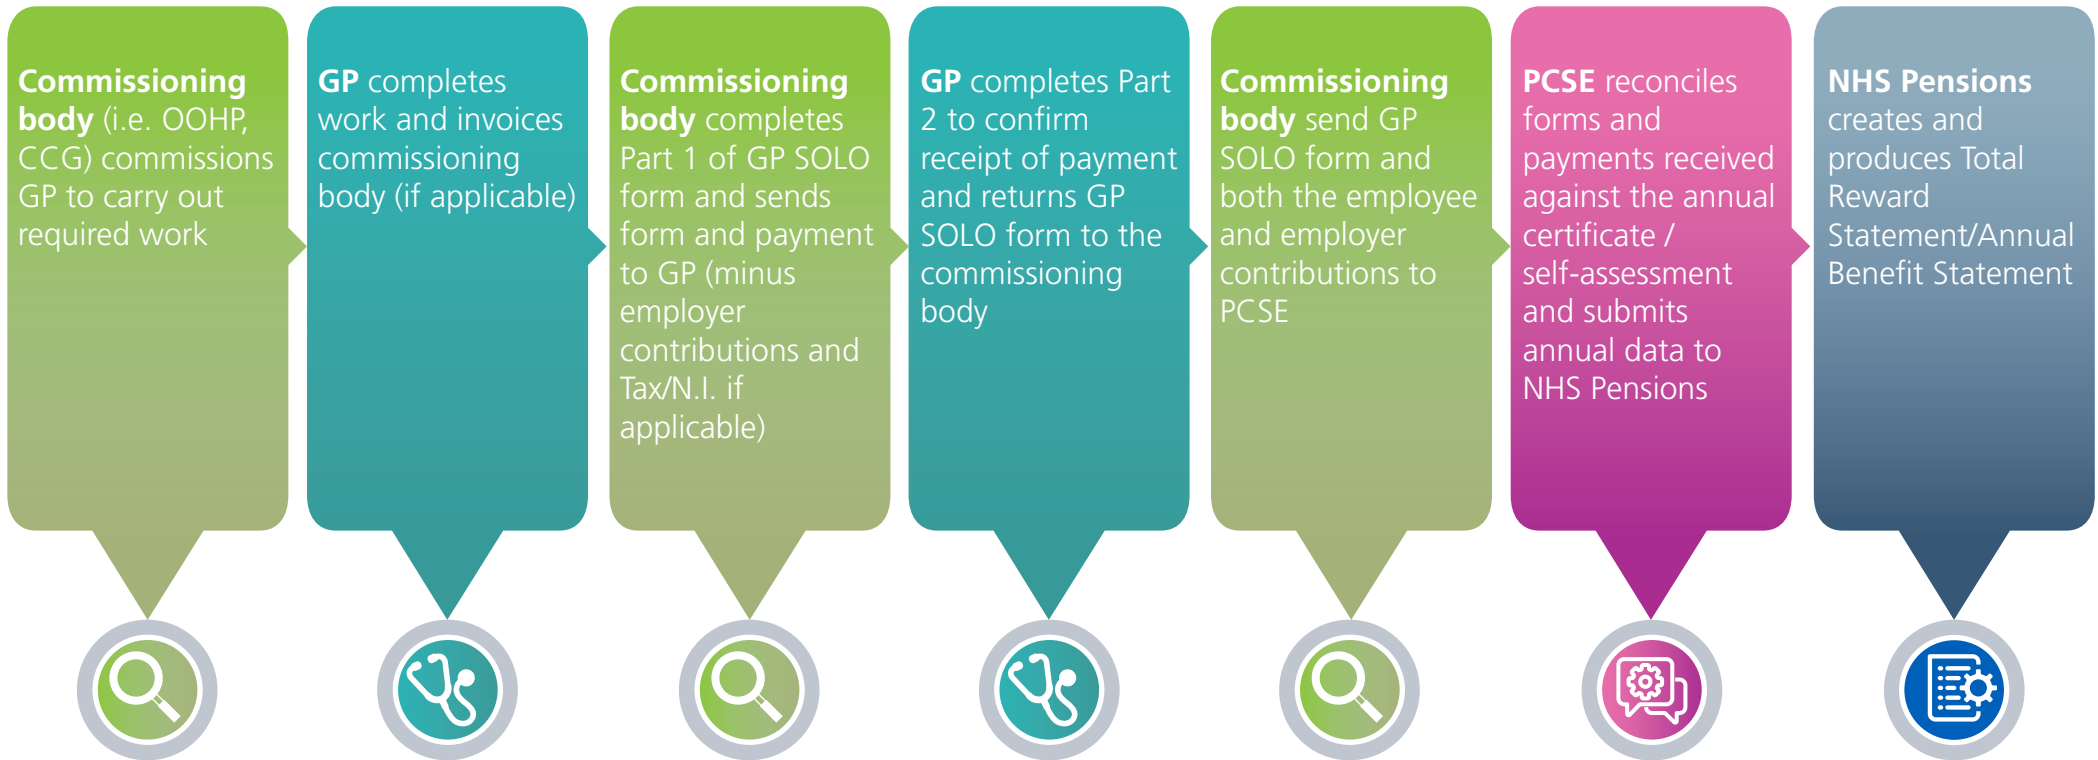 Commissioning
body (i.e. OOHP,
CCG) commissions
GP to carry out
required work
GP completes
work and invoices
commissioning
body (if applicable)
Commissioning
body completes
Part 1 of GP SOLO
form and sends
form and payment
to GP (minus
employer
contributions and
Tax/N.I. if
applicable)
GP completes Part
2 to confirm
receipt of payment
and returns GP
SOLO form to the
commissioning
body
Commissioning
body send GP
SOLO form and
both the employee
and employer
contributions to
PCSE
PCSE reconciles
forms and
payments received
against the annual
certificate /
self-assessment
and submits
annual data to
NHS Pensions
NHS Pensions
creates and
produces Total
Reward
Statement/Annual
Benefit Statement